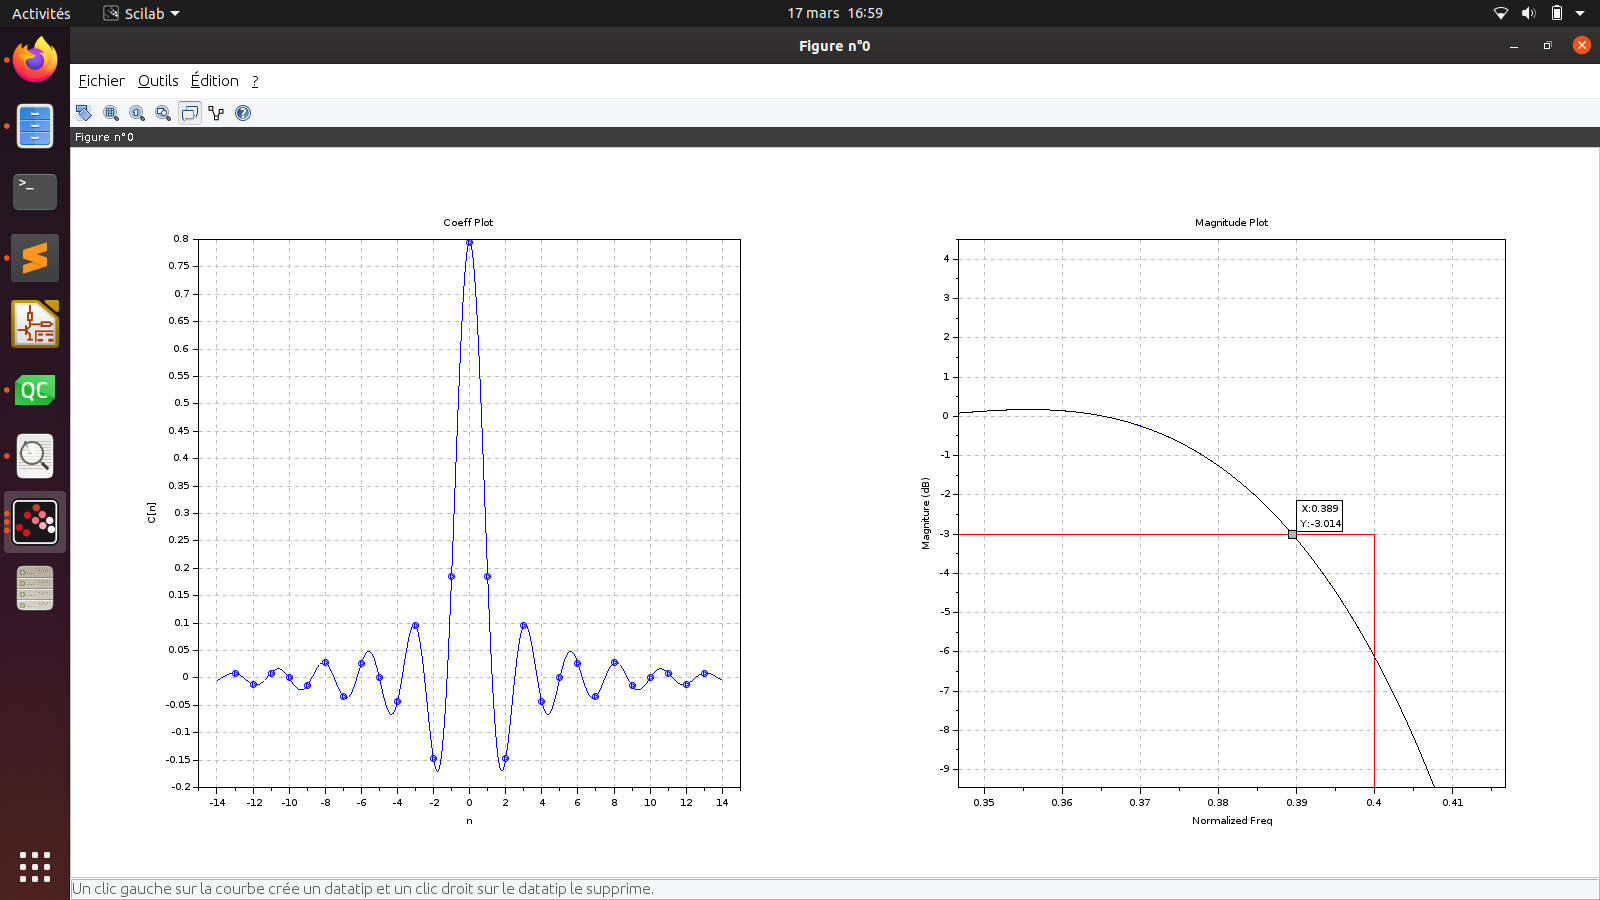 Activités
Scilab
17 mars 16:59
Figure n°0
Fichier Outils Édition ?
Figure n°0
Coeff Plot
0.8
0.75
0.7
0.65
0.6
0.55
0.5
0.45
0.4
0.35
0.3
0.25
0.2
0.15
0.1
0.05
0
-0.05
-0.1
-0.15
-0.2
C[n]
-14 -12 -10 -8 -6 -4 -2 0 2 4 6 8 10 12 14
n
Magnitude Plot
4
3
2
1
0
-1
-2
-3
-4
-5
-6
-7
-8
-9
Magniture (dB)
X:0.389
Y:-3.014
0.35 0.36 0.37 0.38 0.39 0.4 0.41
Normalized Freq
>_
QC
Un clic gauche sur la courbe crée un datatip et un clic droit sur le datatip le supprime.